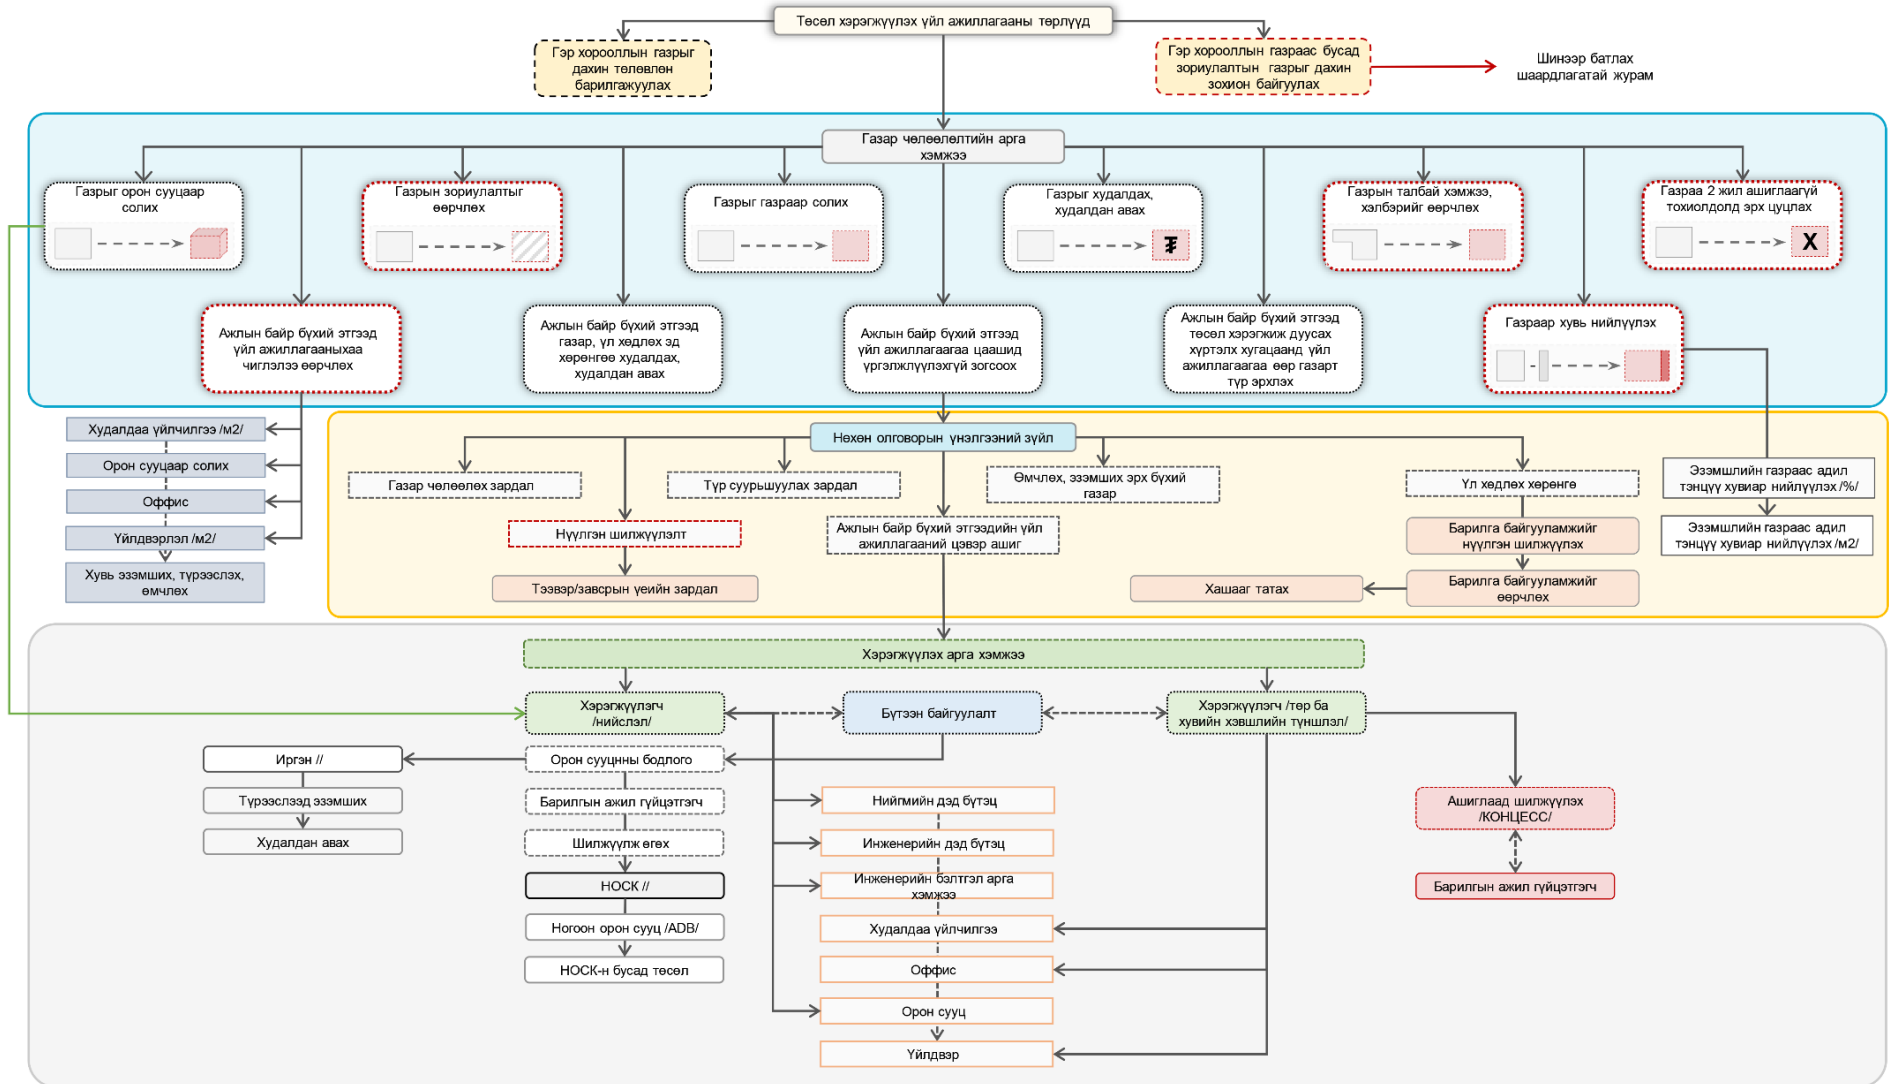 Төсөл хэрэгжүүлэх үйл ажиллагааны төрлүүд
Гэр хорооллын газрыг
дахин төлөвлөн
барилгажуулах
Гэр хорооллын газраас бусад
зориулалтын газрыг дахин
зохион байгуулах
Шинээр батлах
шаардлагатай журам
Газар чөлөөлөлтийн арга
хэмжээ
Газрыг орон сууцаар
солих
Газрын зориулалтыг
өөрчлөх
Газрыг газраар солих
Газрыг худалдах,
худалдан авах
₮
Газрын талбай хэмжээ,
хэлбэрийг өөрчлөх
Газраа 2 жил ашиглаагүй
тохиолдолд эрх цуцлах
X
Ажлын байр бүхий этгээд
үйл ажиллагааныхаа
чиглэлээ өөрчлөх
Ажлын байр бүхий этгээд
газар, үл хөдлөх эд
хөрөнгөө худалдах,
худалдан авах
Ажлын байр бүхий этгээд
үйл ажиллагаагаа цаашид
үргэлжлүүлэхгүй зогсоох
Ажлын байр бүхий этгээд
төсөл хэрэгжиж дуусах
хүртэлх хугацаанд үйл
ажиллагаагаа өөр газарт
түр эрхлэх
Газраар хувь нийлүүлэх
Худалдаа үйлчилгээ /м2/
Орон сууцаар солих
Оффис
Үйлдвэрлэл /м2/
Хувь эзэмших, түрээслэх,
өмчлөх
Нөхөн олговорын үнэлгээний зүйл
Газар чөлөөлөх зардал
Түр суурьшуулах зардал
Өмчлөх, эзэмших эрх бүхий
газар
Үл хөдлөх хөрөнгө
Нүүлгэн шилжүүлэлт
Ажлын байр бүхий этгээдийн үйл
ажиллагааний цэвэр ашиг
Барилга байгууламжийг
нүүлгэн шилжүүлэх
Тээвэр/завсрын үеийн зардал
Хашааг татах
Барилга байгууламжийг
өөрчлөх
Эзэмшлийн газраас адил
тэнцүү хувиар нийлүүлэх /%/
Эзэмшлийн газраас адил
тэнцүү хувиар нийлүүлэх /м2/
Хэрэгжүүлэх арга хэмжээ
Хэрэгжүүлэгч
/нийслэл/
Бүтээн байгуулалт
Хэрэгжүүлэгч /төр ба
хувийн хэвшлийн түншлэл/
Иргэн //
Түрээслээд эзэмших
Худалдан авах
Орон сууцнны бодлого
Барилгын ажил гүйцэтгэгч
Шилжүүлж өгөх
НОСК //
Ногоон орон сууц /ADB/
НОСК-н бусад төсөл
Нийгмийн дэд бүтэц
Инженерийн дэд бүтэц
Инженерийн бэлтгэл арга
хэмжээ
Худалдаа үйлчилгээ
Оффис
Орон сууц
Үйлдвэр
Ашиглаад шилжүүлэх
/КОНЦЕСС/
Барилгын ажил гүйцэтгэгч